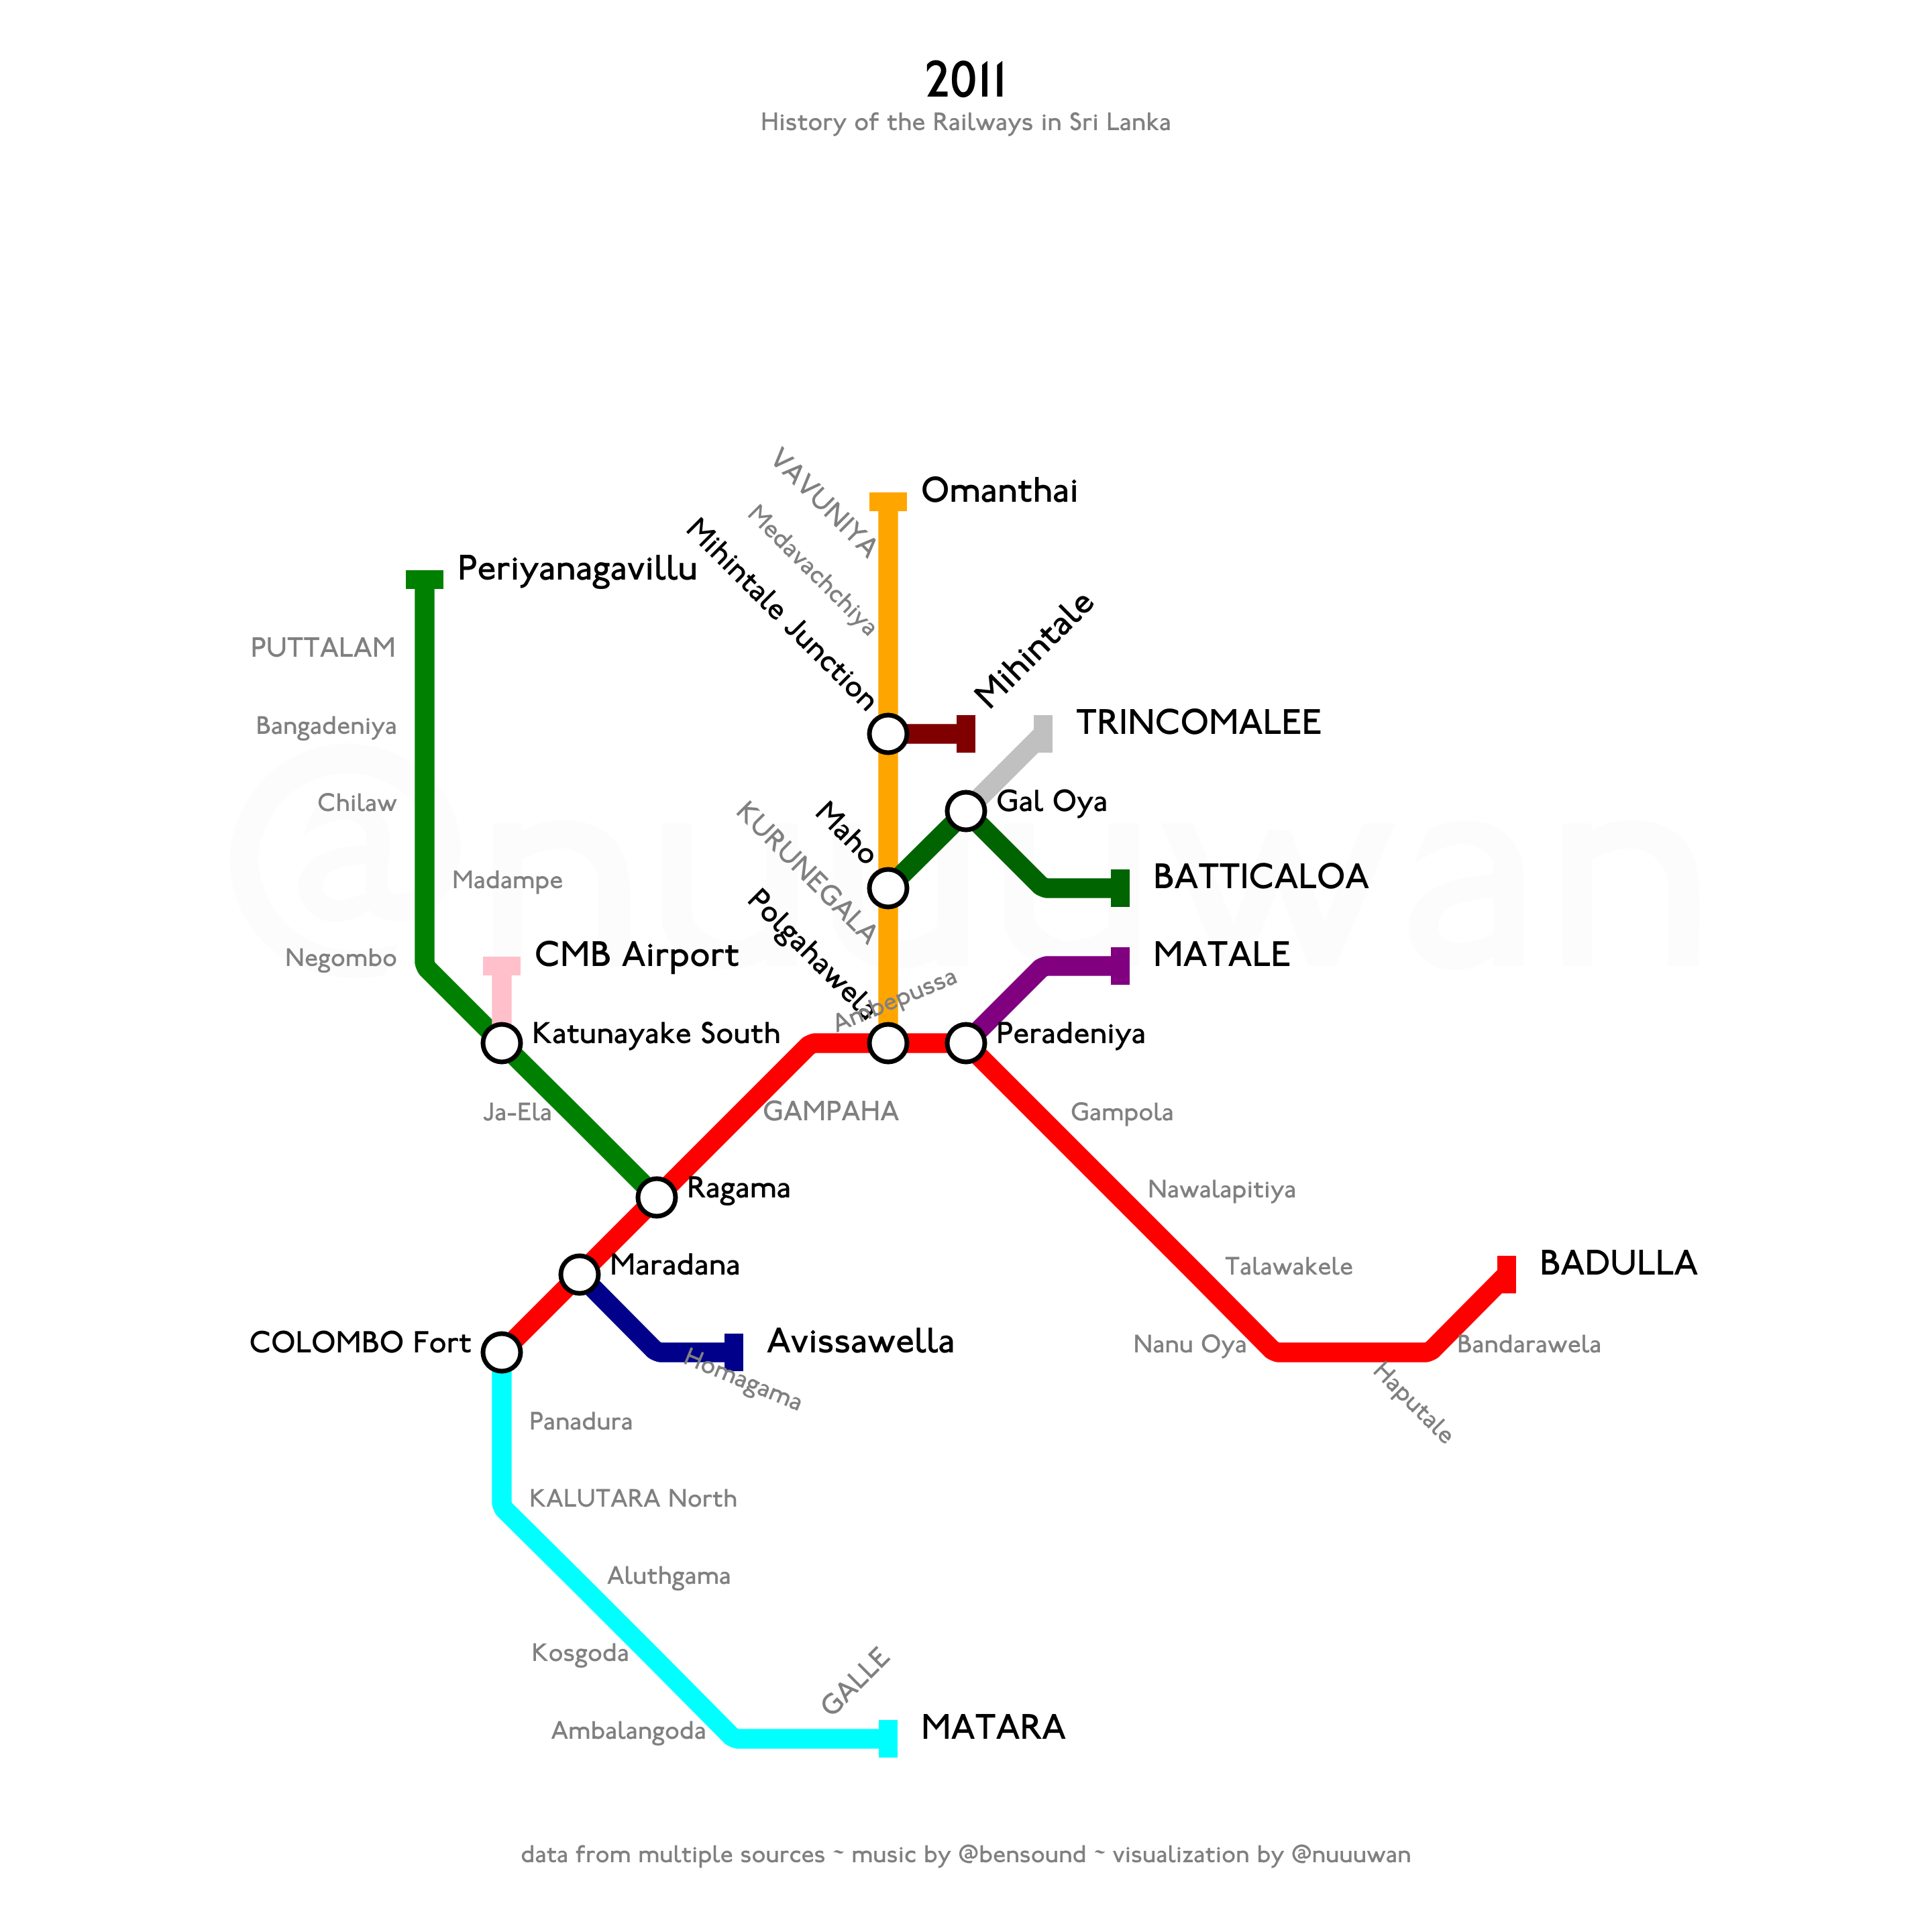 2011
History of the Railways in Sri Lanka
VAVUNIYA
Omanthai
Medavachchiya
Mihintale Junction
Periyanagavillu
Mihintale
PUTTALAM
TRINCOMALEE
Bangadeniya
Chilaw
Maho
Gal Oya
KURUNEGALA
Madampe
BATTICALOA
@nuuuwan
Polgahawela
Negombo
CMB Airport
MATALE
Ambepussa
Katunayake South
Peradeniya
Ja-Ela
GAMPAHA
Gampola
Ragama
Nawalapitiya
Maradana
Talawakele
BADULLA
COLOMBO Fort
Avissawella
Nanu Oya
Bandarawela
Homagama
Haputale
Panadura
KALUTARA North
Aluthgama
Kosgoda
GALLE
Ambalangoda
MATARA
data from multiple sources ~ music by @bensound ~ visualization by @nuuuwan